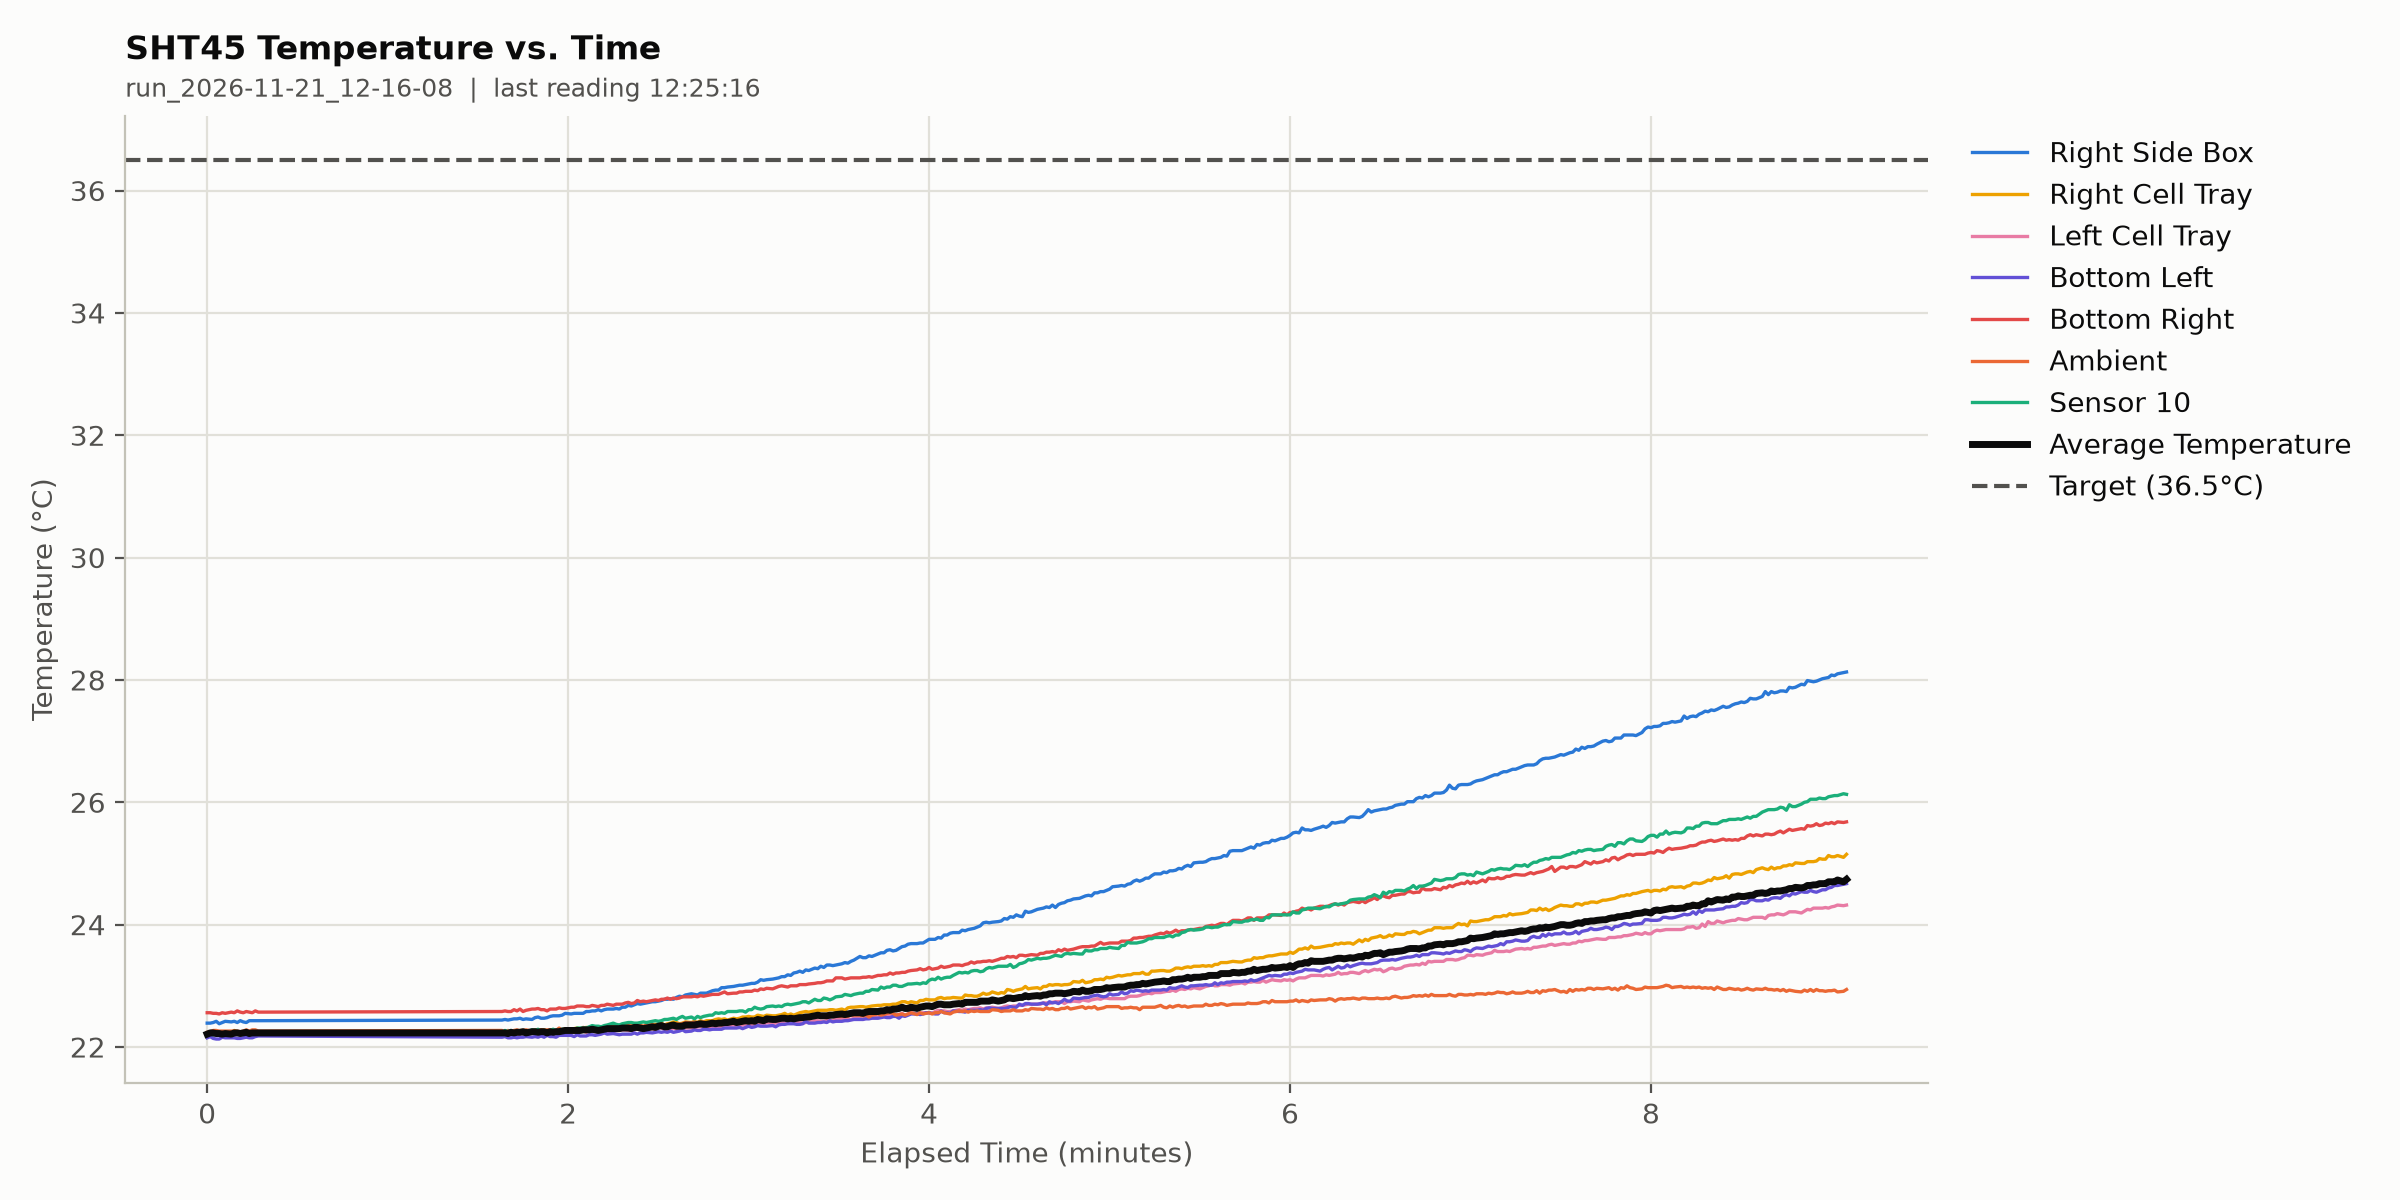 SHT45 Temperature vs. Time
run_2026-11-21_12-16-08 | last reading 12:25:16
36
34
32
30
28
26
24
22
Temperature (°C)
0 2 4 6 8
Elapsed Time (minutes)
Right Side Box
Right Cell Tray
Left Cell Tray
Bottom Left
Bottom Right
Ambient
Sensor 10
Average Temperature
Target (36.5°C)